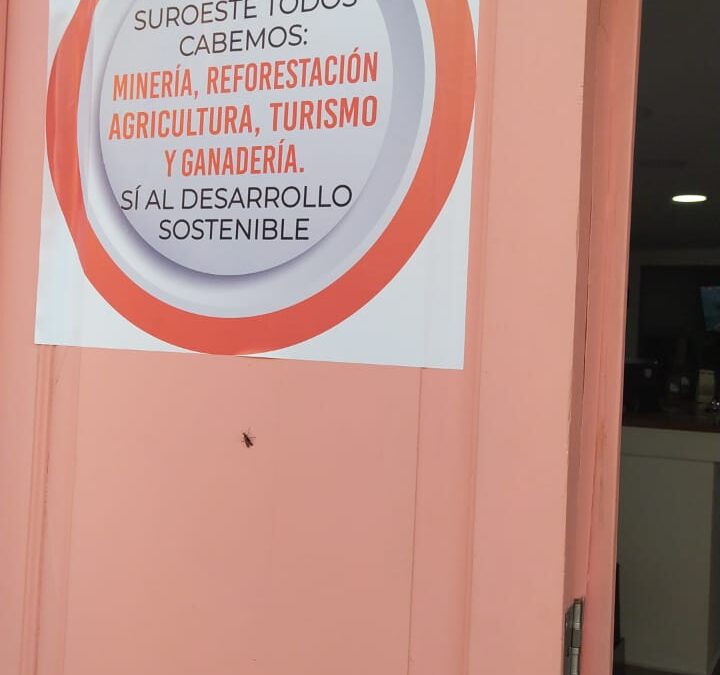 SUROESTE TODOS
CABEMOS:
MINERÍA, REFORESTACIÓN
AGRICULTURA, TURISMO
Y GANADERÍA.
SÍ AL DESARROLLO
SOSTENIBLE